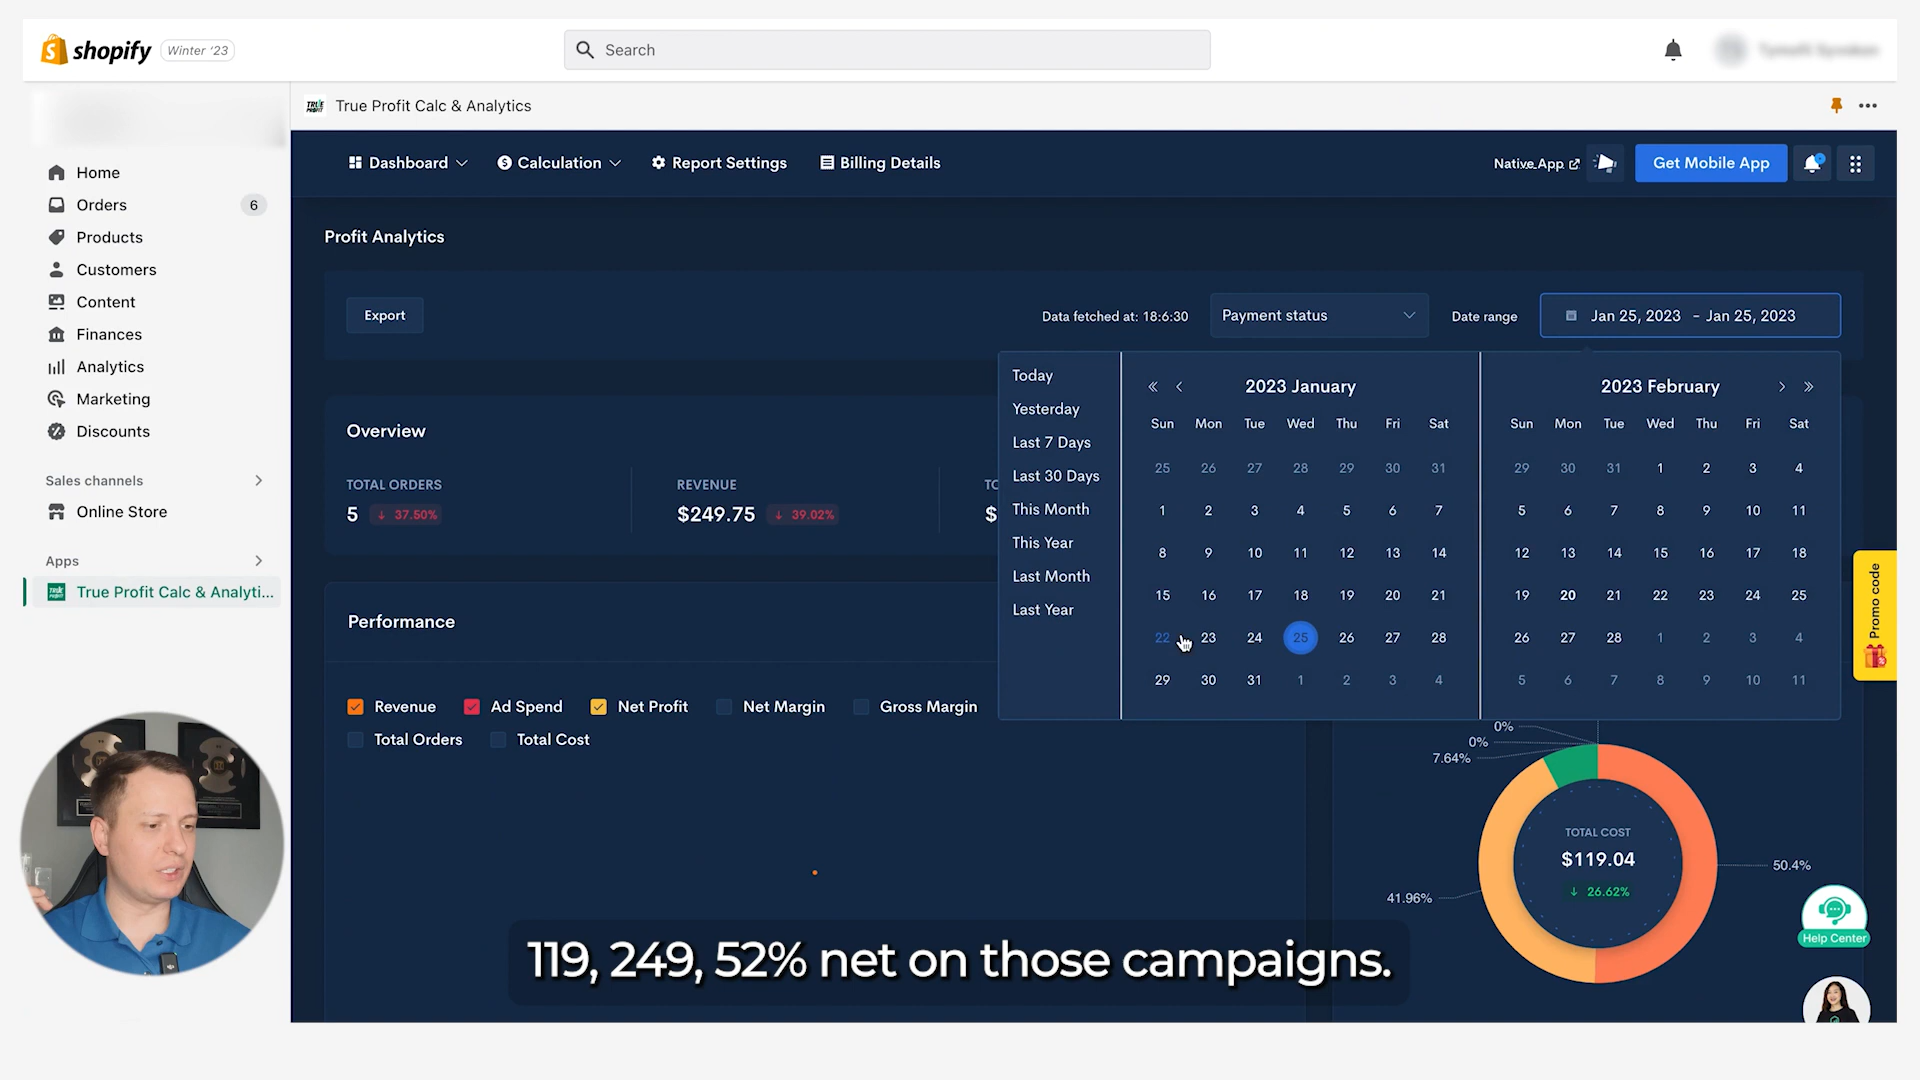 shopify Winter '23
Search
True Profit Calc & Analytics
Home
Orders 6
Products
Customers
Content
Finances
Analytics
Marketing
Discounts
Sales channels
Online Store
Apps
True Profit Calc & Analyti...
Dashboard Calculation Report Settings Billing Details
Native App Get Mobile App
Profit Analytics
Export
Data fetched at: 18:6:30 Payment status Date range Jan 25, 2023 - Jan 25, 2023
Today
Yesterday
Last 7 Days
Last 30 Days
This Month
This Year
Last Month
Last Year
2023 January
Sun Mon Tue Wed Thu Fri Sat
25 26 27 28 29 30 31
1 2 3 4 5 6 7
8 9 10 11 12 13 14
15 16 17 18 19 20 21
22 23 24 25 26 27 28
29 30 31 1 2 3 4
2023 February
Sun Mon Tue Wed Thu Fri Sat
29 30 31 1 2 3 4
5 6 7 8 9 10 11
12 13 14 15 16 17 18
19 20 21 22 23 24 25
26 27 28 1 2 3 4
5 6 7 8 9 10 11
Overview
TOTAL ORDERS
5 ↓ 37.50%
REVENUE
$249.75 ↓ 39.02%
TO
$
Performance
Revenue Ad Spend Net Profit Net Margin Gross Margin
Total Orders Total Cost
0%
0%
7.64%
41.96%
50.4%
TOTAL COST
$119.04
↓ 26.62%
Promo code
Help Center
119, 249, 52% net on those campaigns.